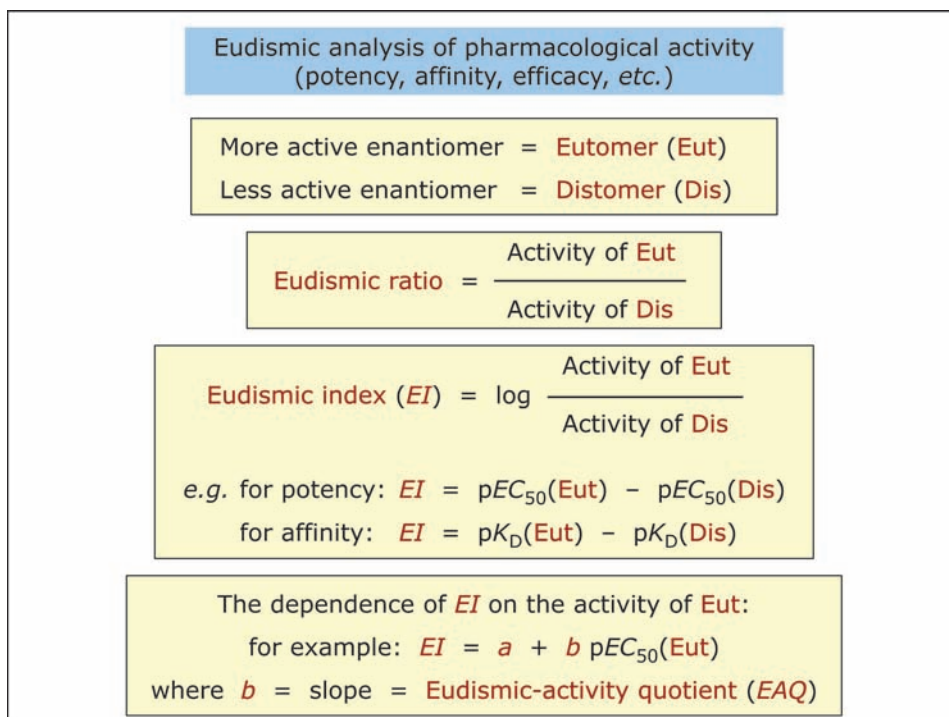 Eudismic analysis of pharmacological activity
(potency, affinity, efficacy, etc.)
More active enantiomer = Eutomer (Eut)
Less active enantiomer = Distomer (Dis)
Eudismic ratio = Activity of Eut / Activity of Dis
Eudismic index (EI) = log Activity of Eut / Activity of Dis
e.g. for potency: EI = pEC₅₀(Eut) – pEC₅₀(Dis)
for affinity: EI = pK_D(Eut) – pK_D(Dis)
The dependence of EI on the activity of Eut:
for example: EI = a + b pEC₅₀(Eut)
where b = slope = Eudismic-activity quotient (EAQ)